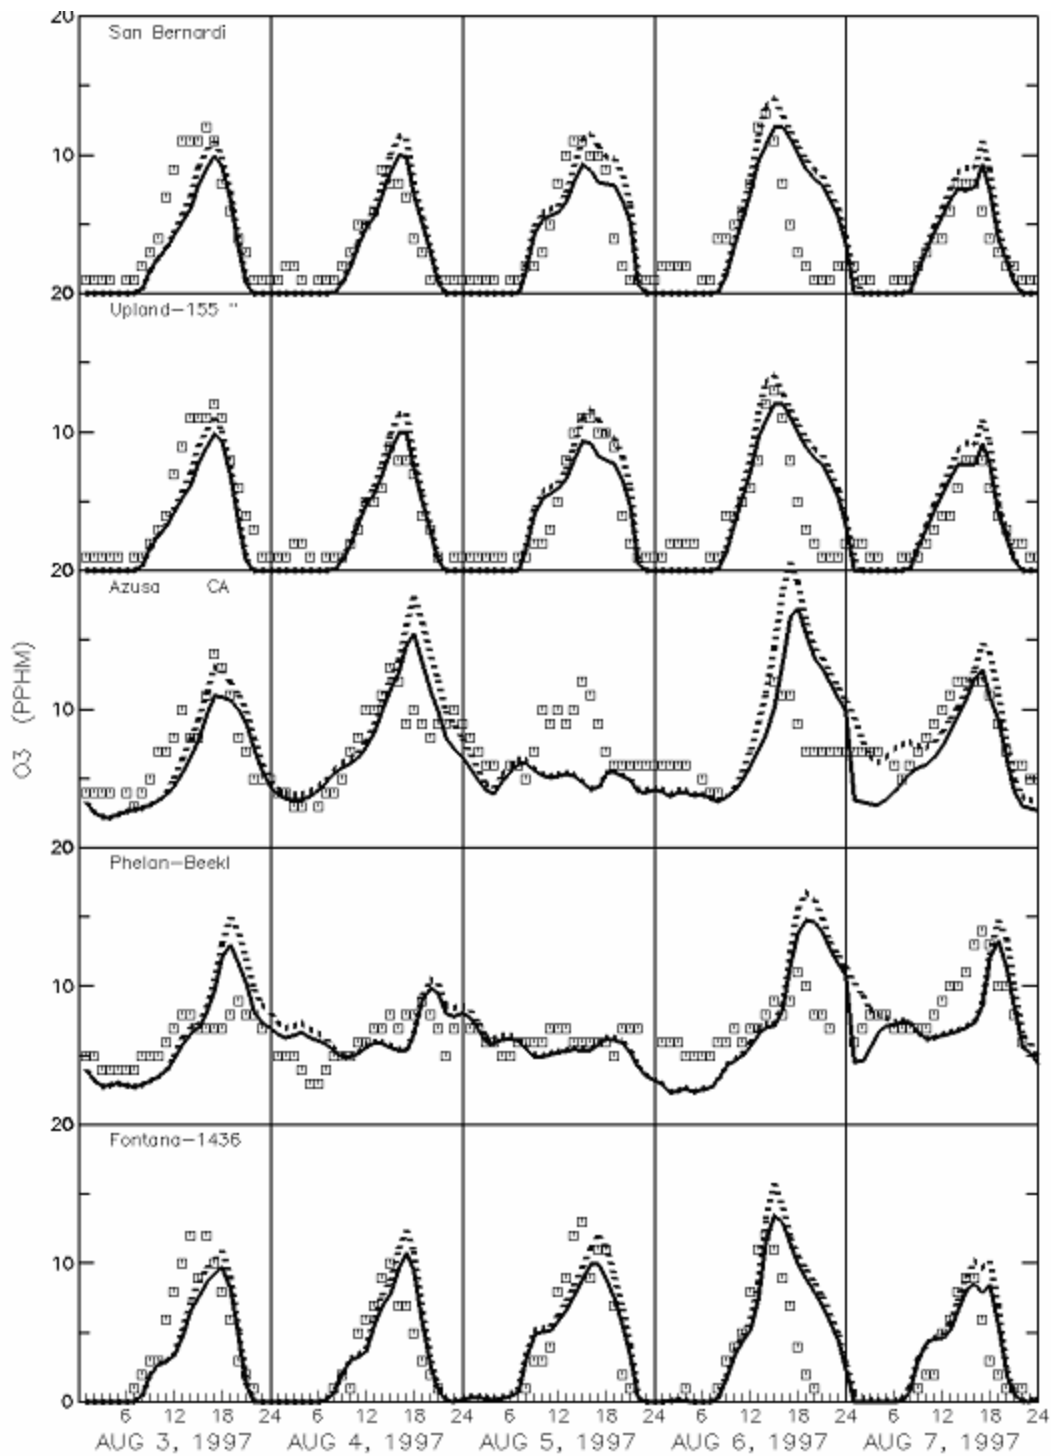 20
San Bernardi
10
20
Upland-155 "
10
20
Azusa CA
10
O3 (PPHM)
20
Phelan-Beekl
10
20
Fontana-1436
10
0
6 12 18 24 6 12 18 24 6 12 18 24 6 12 18 24 6 12 18 24
AUG 3, 1997 AUG 4, 1997 AUG 5, 1997 AUG 6, 1997 AUG 7, 1997